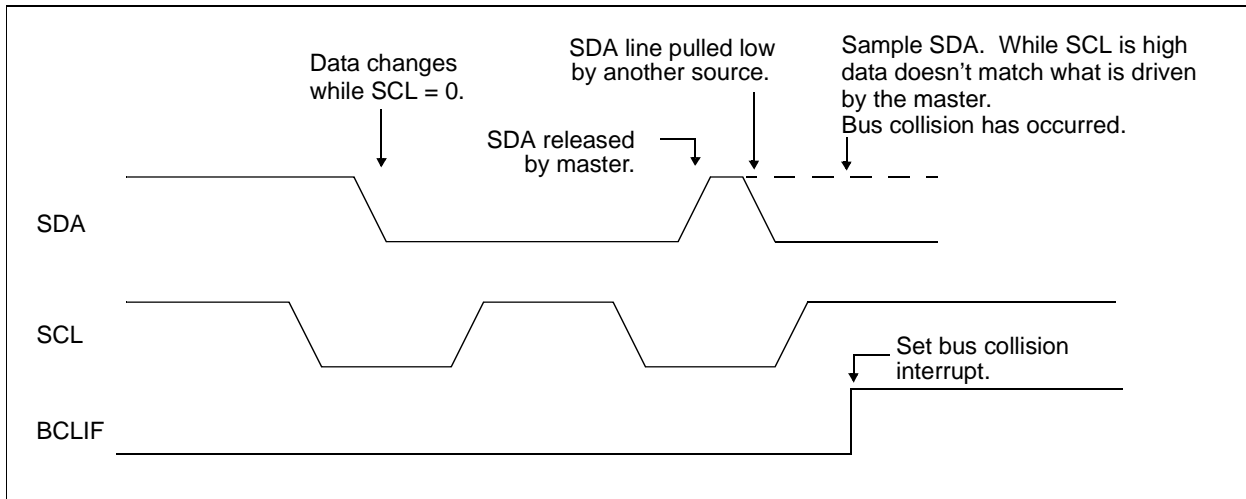 Data changes
while SCL = 0.
SDA line pulled low
by another source.
Sample SDA.  While SCL is high
data doesn't match what is driven
by the master.
Bus collision has occurred.
SDA released
by master.
SDA
SCL
Set bus collision
interrupt.
BCLIF